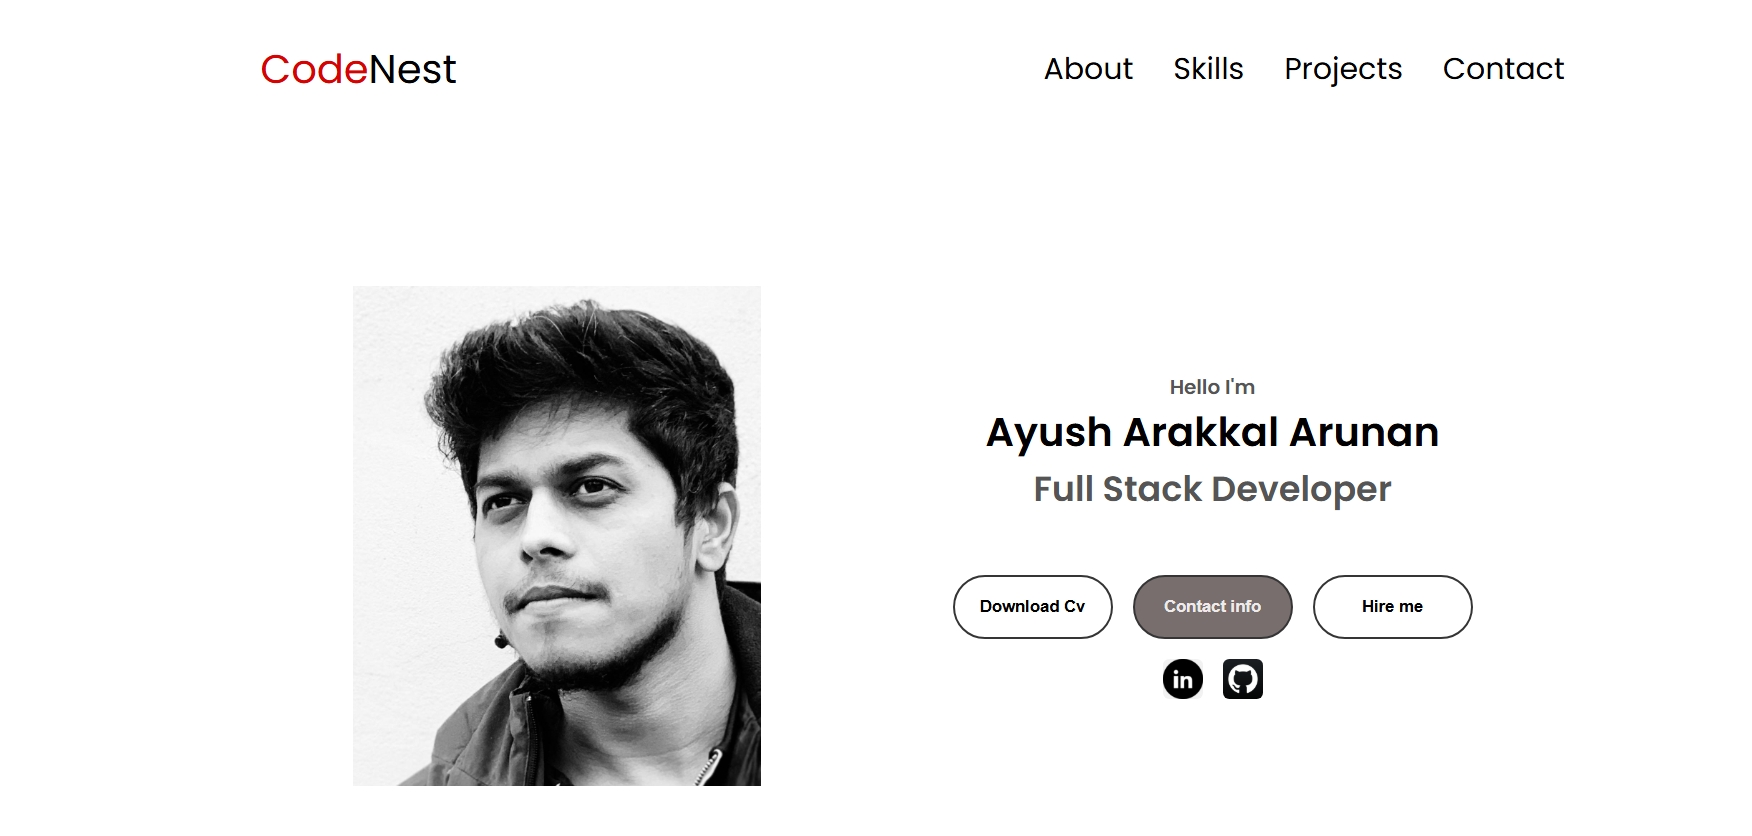 CodeNest
About Skills Projects Contact
Hello I'm
Ayush Arakkal Arunan
Full Stack Developer
Download Cv
Contact info
Hire me
in